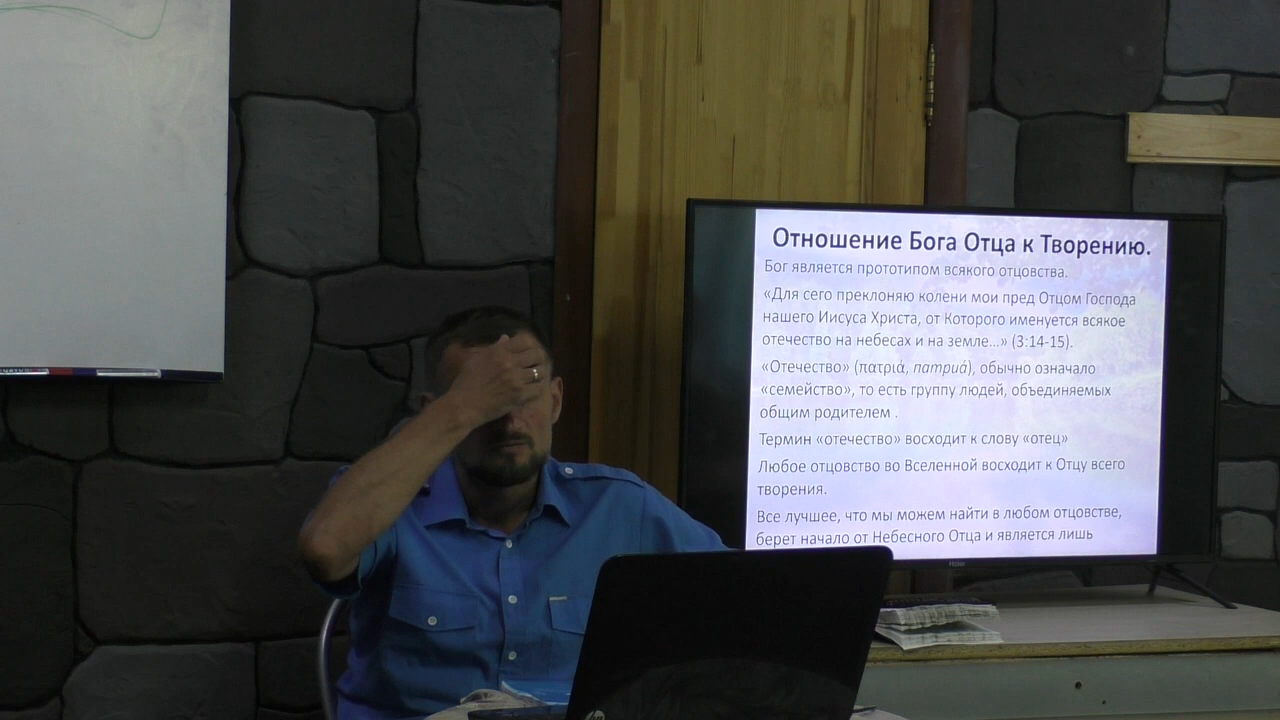 Отношение Бога Отца к Творению.
Бог является прототипом всякого отцовства.
«Для сего преклоняю колени мои пред Отцом Господа
нашего Иисуса Христа, от Которого именуется всякое
отечество на небесах и на земле...» (3:14-15).
«Отечество» (πατριά, патриá), обычно означало
«семейство», то есть группу людей, объединяемых
общим родителем .
Термин «отечество» восходит к слову «отец»
Любое отцовство во Вселенной восходит к Отцу всего
творения.
Все лучшее, что мы можем найти в любом отцовстве,
берет начало от Небесного Отца и является лишь
Haier
hp